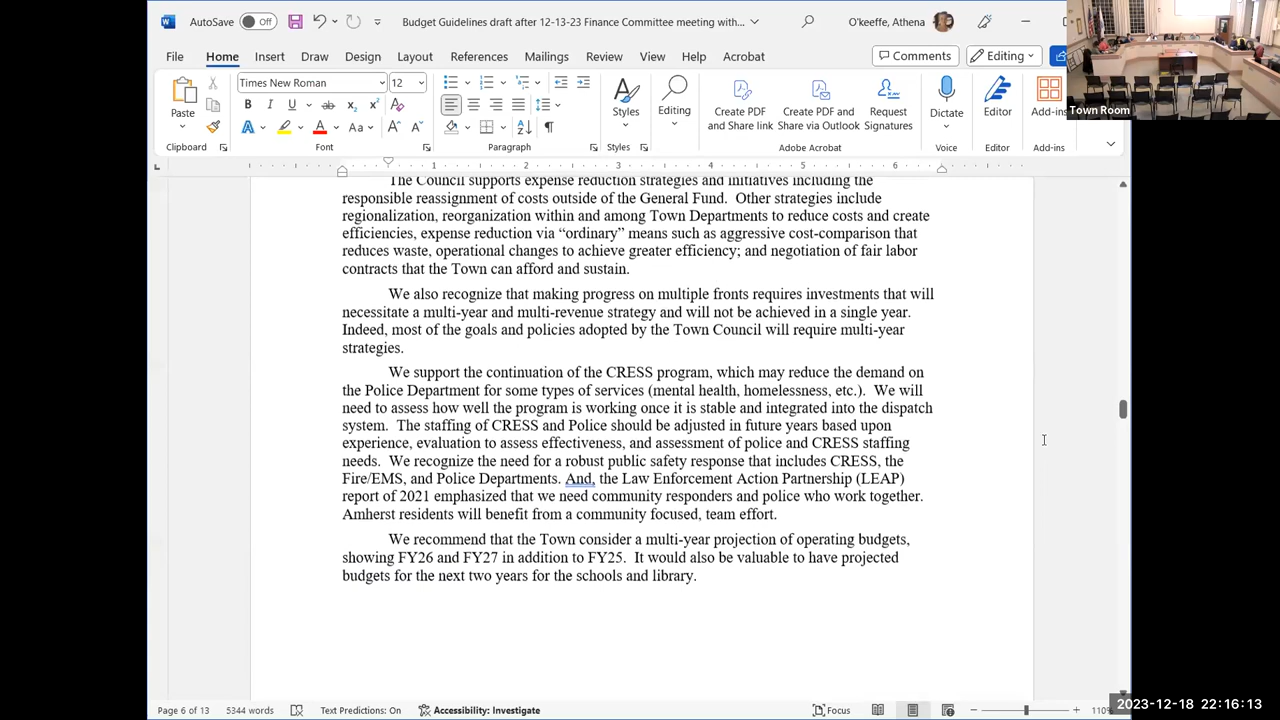 AutoSave Off Budget Guidelines draft after 12-13-23 Finance Committee meeting with... O'keeffe, Athena
File Home Insert Draw Design Layout References Mailings Review View Help Acrobat Comments Editing
Times New Roman 12
Paste Styles Editing Create PDF and Share link Create PDF and Share via Outlook Request Signatures Dictate Editor Add-ins
Clipboard Font Paragraph Styles Adobe Acrobat Voice Editor Add-ins
Town Room
1 2 3 4 5 6
The Council supports expense reduction strategies and initiatives including the
responsible reassignment of costs outside of the General Fund. Other strategies include
regionalization, reorganization within and among Town Departments to reduce costs and create
efficiencies, expense reduction via “ordinary” means such as aggressive cost-comparison that
reduces waste, operational changes to achieve greater efficiency; and negotiation of fair labor
contracts that the Town can afford and sustain.
We also recognize that making progress on multiple fronts requires investments that will
necessitate a multi-year and multi-revenue strategy and will not be achieved in a single year.
Indeed, most of the goals and policies adopted by the Town Council will require multi-year
strategies.
We support the continuation of the CRESS program, which may reduce the demand on
the Police Department for some types of services (mental health, homelessness, etc.). We will
need to assess how well the program is working once it is stable and integrated into the dispatch
system. The staffing of CRESS and Police should be adjusted in future years based upon
experience, evaluation to assess effectiveness, and assessment of police and CRESS staffing
needs. We recognize the need for a robust public safety response that includes CRESS, the
Fire/EMS, and Police Departments. And, the Law Enforcement Action Partnership (LEAP)
report of 2021 emphasized that we need community responders and police who work together.
Amherst residents will benefit from a community focused, team effort.
We recommend that the Town consider a multi-year projection of operating budgets,
showing FY26 and FY27 in addition to FY25. It would also be valuable to have projected
budgets for the next two years for the schools and library.
Page 6 of 13 5344 words Text Predictions: On Accessibility: Investigate Focus 110%
2023-12-18 22:16:13